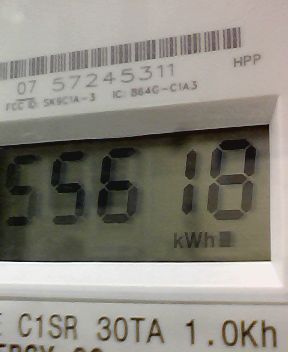 HPP
07 57245311
FCC ID: SK9C1A-3 IC: 864G-C1A3
55618
kWh
C1SR 30TA 1.0Kh